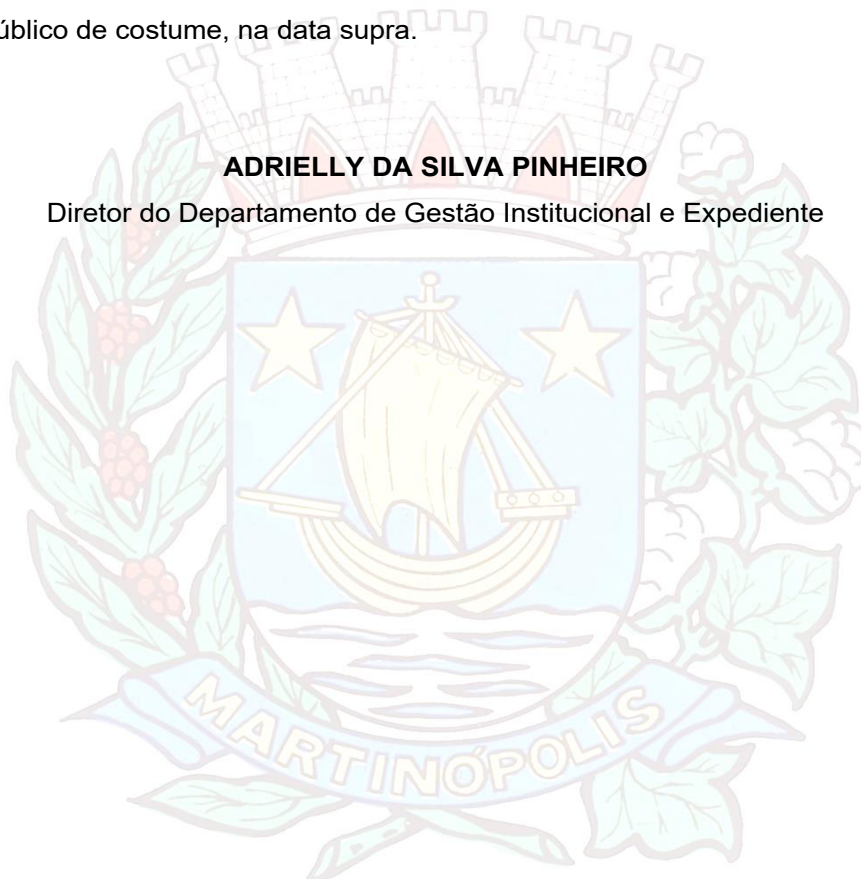 úblico de costume, na data supra.
ADRIELLY DA SILVA PINHEIRO
Diretor do Departamento de Gestão Institucional e Expediente
MARTINÓPOLIS